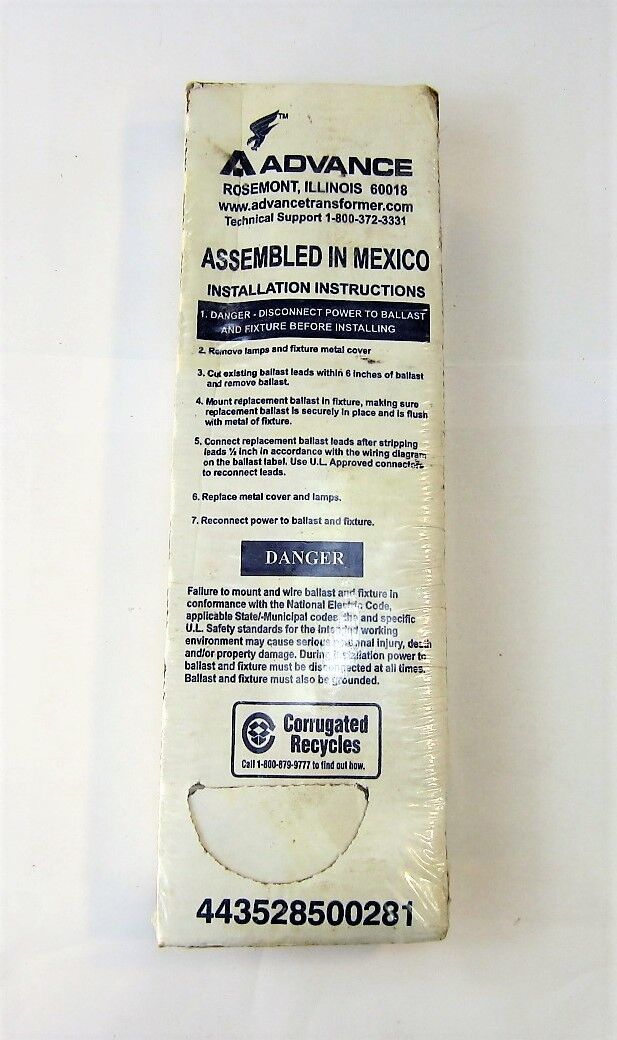 TM
ADVANCE
ROSEMONT, ILLINOIS 60018
www.advancetransformer.com
Technical Support 1-800-372-3331
ASSEMBLED IN MEXICO
INSTALLATION INSTRUCTIONS
1. DANGER - DISCONNECT POWER TO BALLAST
AND FIXTURE BEFORE INSTALLING
2. Remove lamps and fixture metal cover
3. Cut existing ballast leads within 6 inches of ballast
and remove ballast.
4. Mount replacement ballast in fixture, making sure
replacement ballast is securely in place and is flush
with metal of fixture.
5. Connect replacement ballast leads after stripping
leads ½ inch in accordance with the wiring diagram
on the ballast label. Use U.L. Approved connectors
to reconnect leads.
6. Replace metal cover and lamps.
7. Reconnect power to ballast and fixture.
DANGER
Failure to mount and wire ballast and fixture in
conformance with the National Electric Code,
applicable State/-Municipal codes, the and specific
U.L. Safety standards for the intended working
environment may cause serious personal injury, death
and/or property damage. During installation power to
ballast and fixture must be disconnected at all times.
Ballast and fixture must also be grounded.
Corrugated
Recycles
Call 1-800-879-9777 to find out how.
443528500281